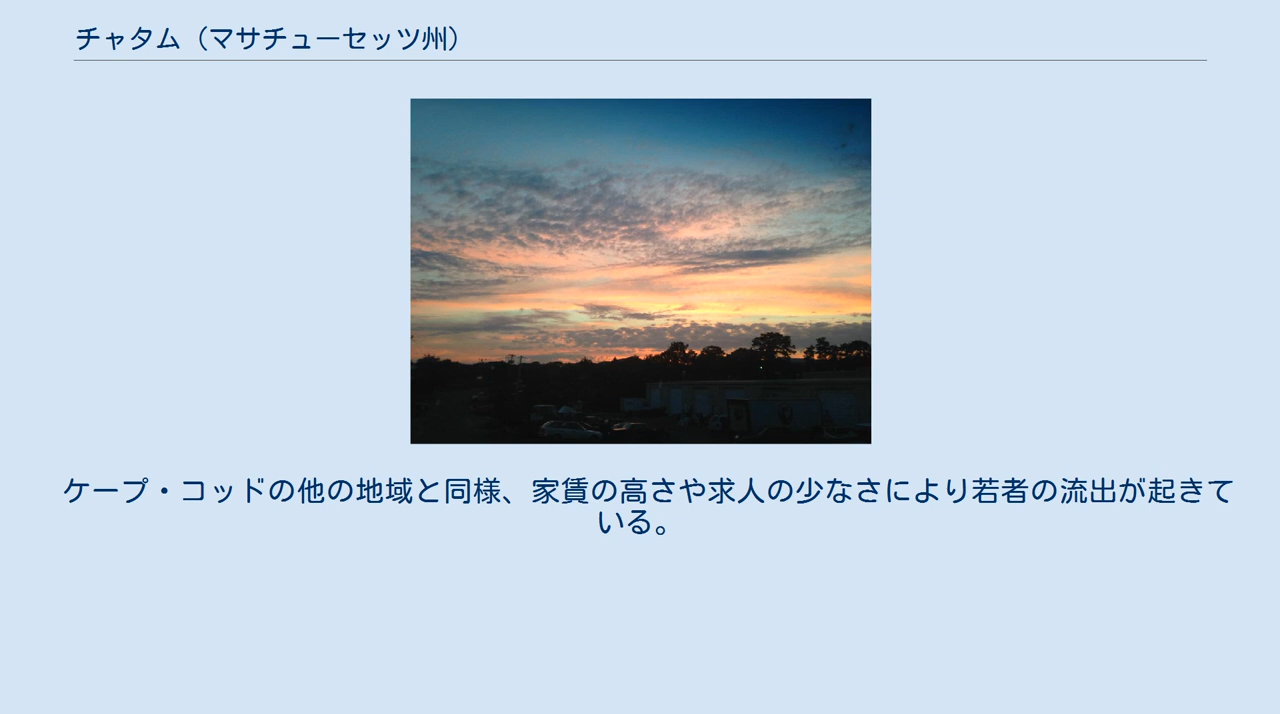 チャタム（マサチューセッツ州）
ケープ・コッドの他の地域と同様、家賃の高さや求人の少なさにより若者の流出が起きて
いる。